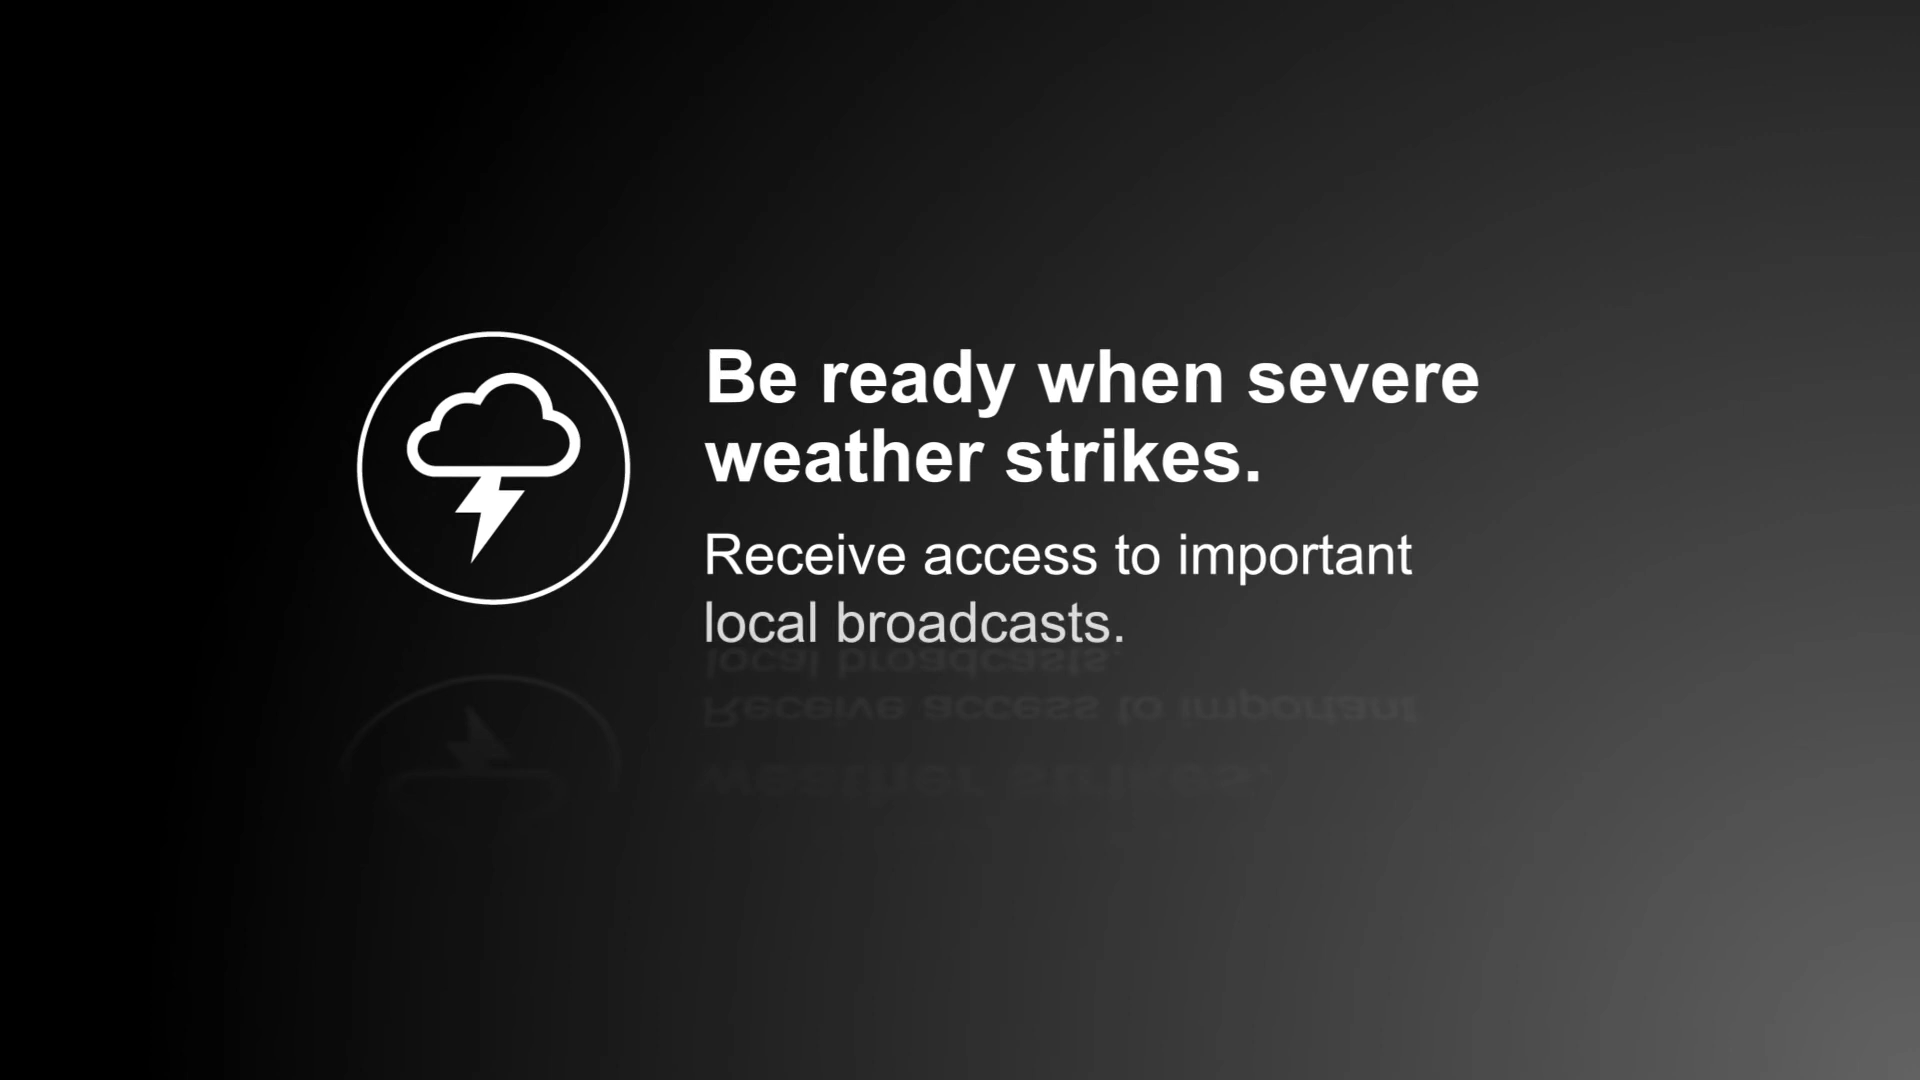 Be ready when severe
weather strikes.
Receive access to important
local broadcasts.